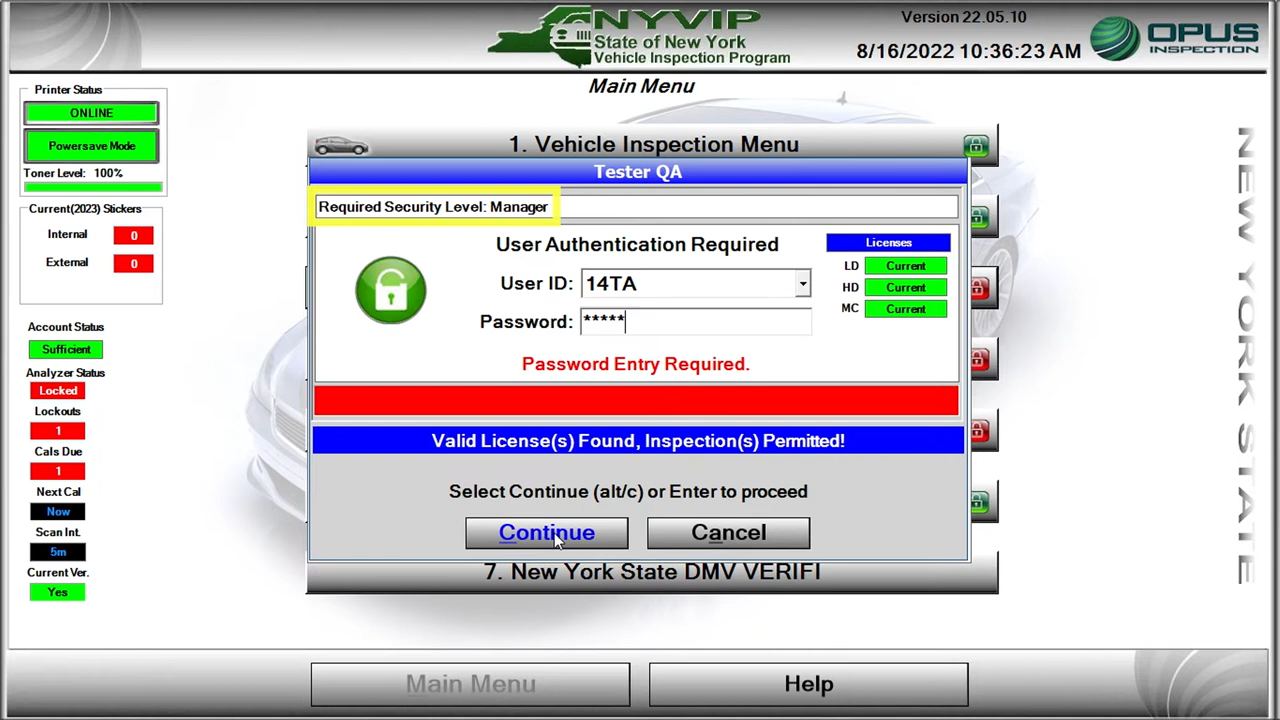 NYVIP
State of New York
Vehicle Inspection Program
Version 22.05.10
8/16/2022 10:36:23 AM
OPUS
INSPECTION
Main Menu
Printer Status
ONLINE
Powersave Mode
Toner Level: 100%
Current(2023) Stickers
Internal 0
External 0
Account Status
Sufficient
Analyzer Status
Locked
Lockouts
1
Cals Due
1
Next Cal
Now
Scan Int.
5m
Current Ver.
Yes
1. Vehicle Inspection Menu
Tester QA
Required Security Level: Manager
User Authentication Required
User ID: 14TA
Password: *****
Password Entry Required.
Licenses
LD Current
HD Current
MC Current
Valid License(s) Found, Inspection(s) Permitted!
Select Continue (alt/c) or Enter to proceed
Continue
Cancel
7. New York State DMV VERIFI
NEW YORK STATE
Main Menu
Help